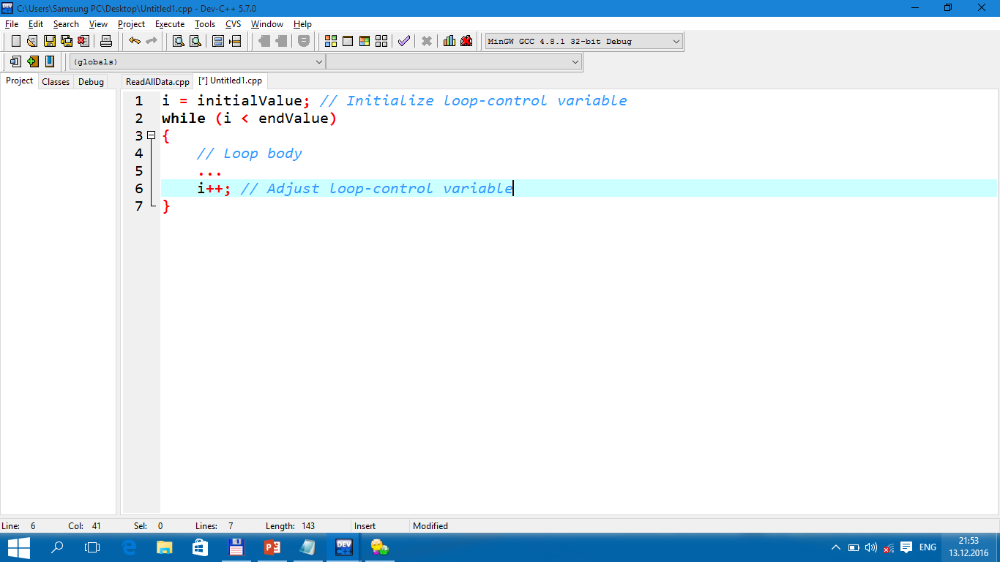 C:\Users\Samsung PC\Desktop\Untitled1.cpp - Dev-C++ 5.7.0
File Edit Search View Project Execute Tools CVS Window Help
MinGW GCC 4.8.1 32-bit Debug
(globals)
Project Classes Debug ReadAllData.cpp [*] Untitled1.cpp
1 i = initialValue; // Initialize loop-control variable
2 while (i < endValue)
3 {
4 // Loop body
5 ...
6 i++; // Adjust loop-control variable
7 }
Line: 6 Col: 41 Sel: 0 Lines: 7 Length: 143 Insert Modified
DEV C++ ENG 21:53
13.12.2016